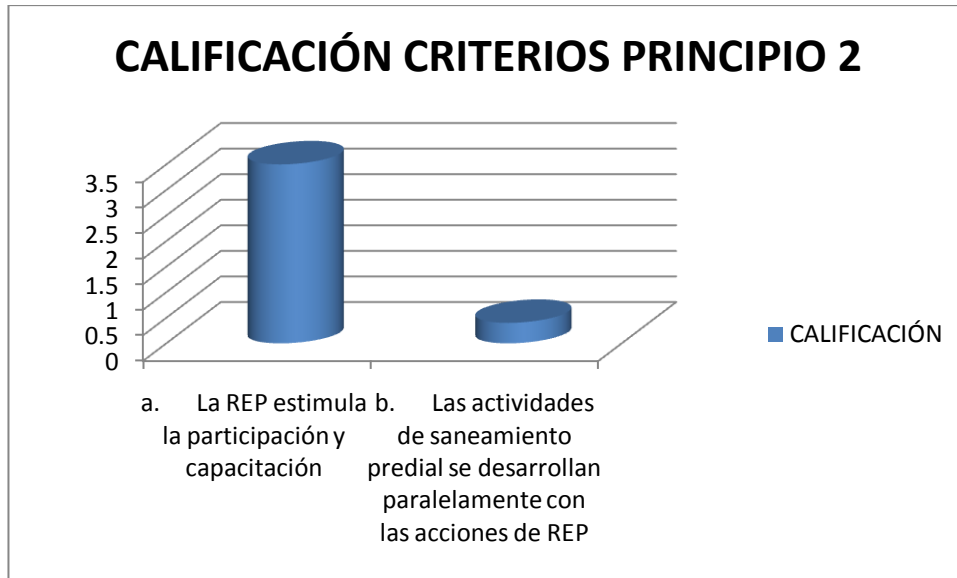 CALIFICACIÓN CRITERIOS PRINCIPIO 2
3.5
3
2.5
2
1.5
1
0.5
0
CALIFICACIÓN
a. La REP estimula
la participación y
capacitación
b. Las actividades
de saneamiento
predial se desarrollan
paralelamente con
las acciones de REP